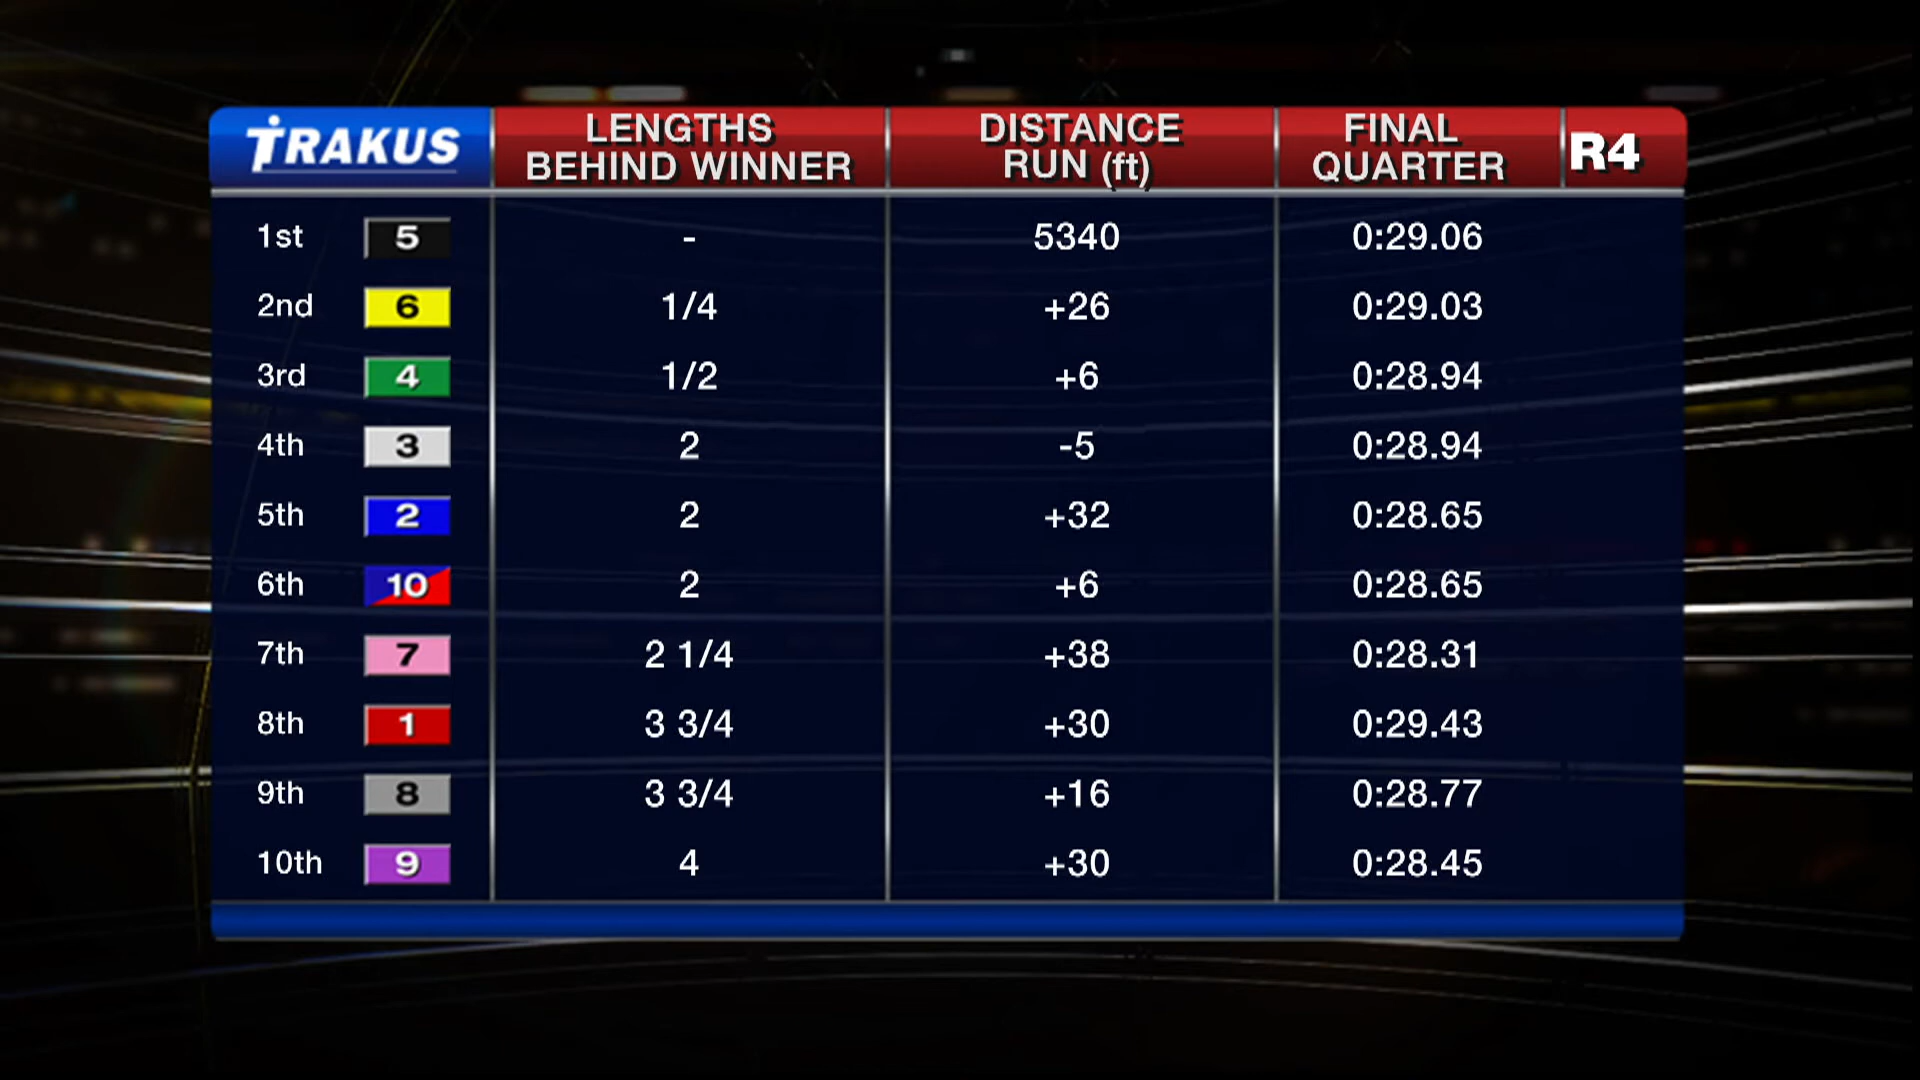 TRAKUS LENGTHS BEHIND WINNER DISTANCE RUN (ft) FINAL QUARTER R4
1st 5 - 5340 0:29.06
2nd 6 1/4 +26 0:29.03
3rd 4 1/2 +6 0:28.94
4th 3 2 -5 0:28.94
5th 2 2 +32 0:28.65
6th 10 2 +6 0:28.65
7th 7 2 1/4 +38 0:28.31
8th 1 3 3/4 +30 0:29.43
9th 8 3 3/4 +16 0:28.77
10th 9 4 +30 0:28.45